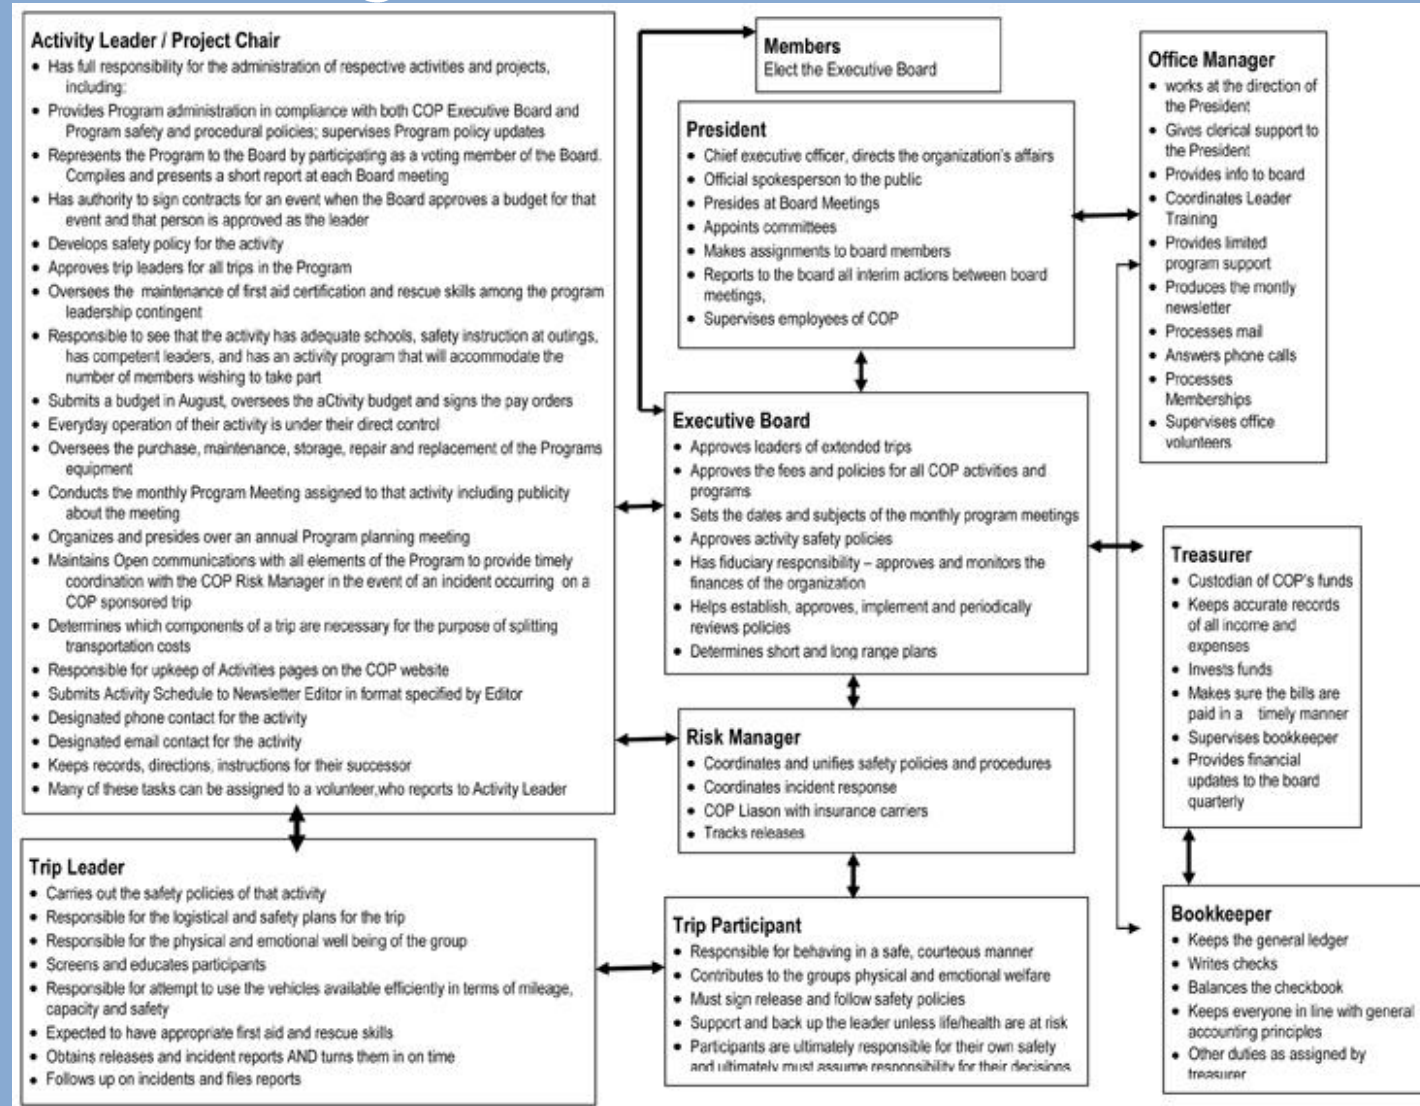 Activity Leader / Project Chair
• Has full responsibility for the administration of respective activities and projects,
including:
• Provides Program administration in compliance with both COP Executive Board and
Program safety and procedural policies; supervises Program policy updates
• Represents the Program to the Board by participating as a voting member of the Board.
Compiles and presents a short report at each Board meeting
• Has authority to sign contracts for an event when the Board approves a budget for that
event and that person is approved as the leader
• Develops safety policy for the activity
• Approves trip leaders for all trips in the Program
• Oversees the maintenance of first aid certification and rescue skills among the program
leadership contingent
• Responsible to see that the activity has adequate schools, safety instruction at outings,
has competent leaders, and has an activity program that will accommodate the
number of members wishing to take part
• Submits a budget in August, oversees the aCtivity budget and signs the pay orders
• Everyday operation of their activity is under their direct control
• Oversees the purchase, maintenance, storage, repair and replacement of the Programs
equipment
• Conducts the monthly Program Meeting assigned to that activity including publicity
about the meeting
• Organizes and presides over an annual Program planning meeting
• Maintains Open communications with all elements of the Program to provide timely
coordination with the COP Risk Manager in the event of an incident occurring on a
COP sponsored trip
• Determines which components of a trip are necessary for the purpose of splitting
transportation costs
• Responsible for upkeep of Activities pages on the COP website
• Submits Activity Schedule to Newsletter Editor in format specified by Editor
• Designated phone contact for the activity
• Designated email contact for the activity
• Keeps records, directions, instructions for their successor
• Many of these tasks can be assigned to a volunteer,who reports to Activity Leader
Trip Leader
• Carries out the safety policies of that activity
• Responsible for the logistical and safety plans for the trip
• Responsible for the physical and emotional well being of the group
• Screens and educates participants
• Responsible for attempt to use the vehicles available efficiently in terms of mileage,
capacity and safety
• Expected to have appropriate first aid and rescue skills
• Obtains releases and incident reports AND turns them in on time
• Follows up on incidents and files reports
Members
Elect the Executive Board
President
• Chief executive officer, directs the organization's affairs
• Official spokesperson to the public
• Presides at Board Meetings
• Appoints committees
• Makes assignments to board members
• Reports to the board all interim actions between board
meetings,
• Supervises employees of COP
Executive Board
• Approves leaders of extended trips
• Approves the fees and policies for all COP activities and
programs
• Sets the dates and subjects of the monthly program meetings
• Approves activity safety policies
• Has fiduciary responsibility – approves and monitors the
finances of the organization
• Helps establish, approves, implement and periodically
reviews policies
• Determines short and long range plans
Risk Manager
• Coordinates and unifies safety policies and procedures
• Coordinates incident response
• COP Liason with insurance carriers
• Tracks releases
Trip Participant
• Responsible for behaving in a safe, courteous manner
• Contributes to the groups physical and emotional welfare
• Must sign release and follow safety policies
• Support and back up the leader unless life/health are at risk
• Participants are ultimately responsible for their own safety
and ultimately must assume responsibility for their decisions
Office Manager
• works at the direction of
the President
• Gives clerical support to
the President
• Provides info to board
• Coordinates Leader
Training
• Provides limited
program support
• Produces the montly
newsletter
• Processes mail
• Answers phone calls
• Processes
Memberships
• Supervises office
volunteers
Treasurer
• Custodian of COP's funds
• Keeps accurate records
of all income and
expenses
• Invests funds
• Makes sure the bills are
paid in a timely manner
• Supervises bookkeeper
• Provides financial
updates to the board
quarterly
Bookkeeper
• Keeps the general ledger
• Writes checks
• Balances the checkbook
• Keeps everyone in line with general
accounting principles
• Other duties as assigned by
treasurer